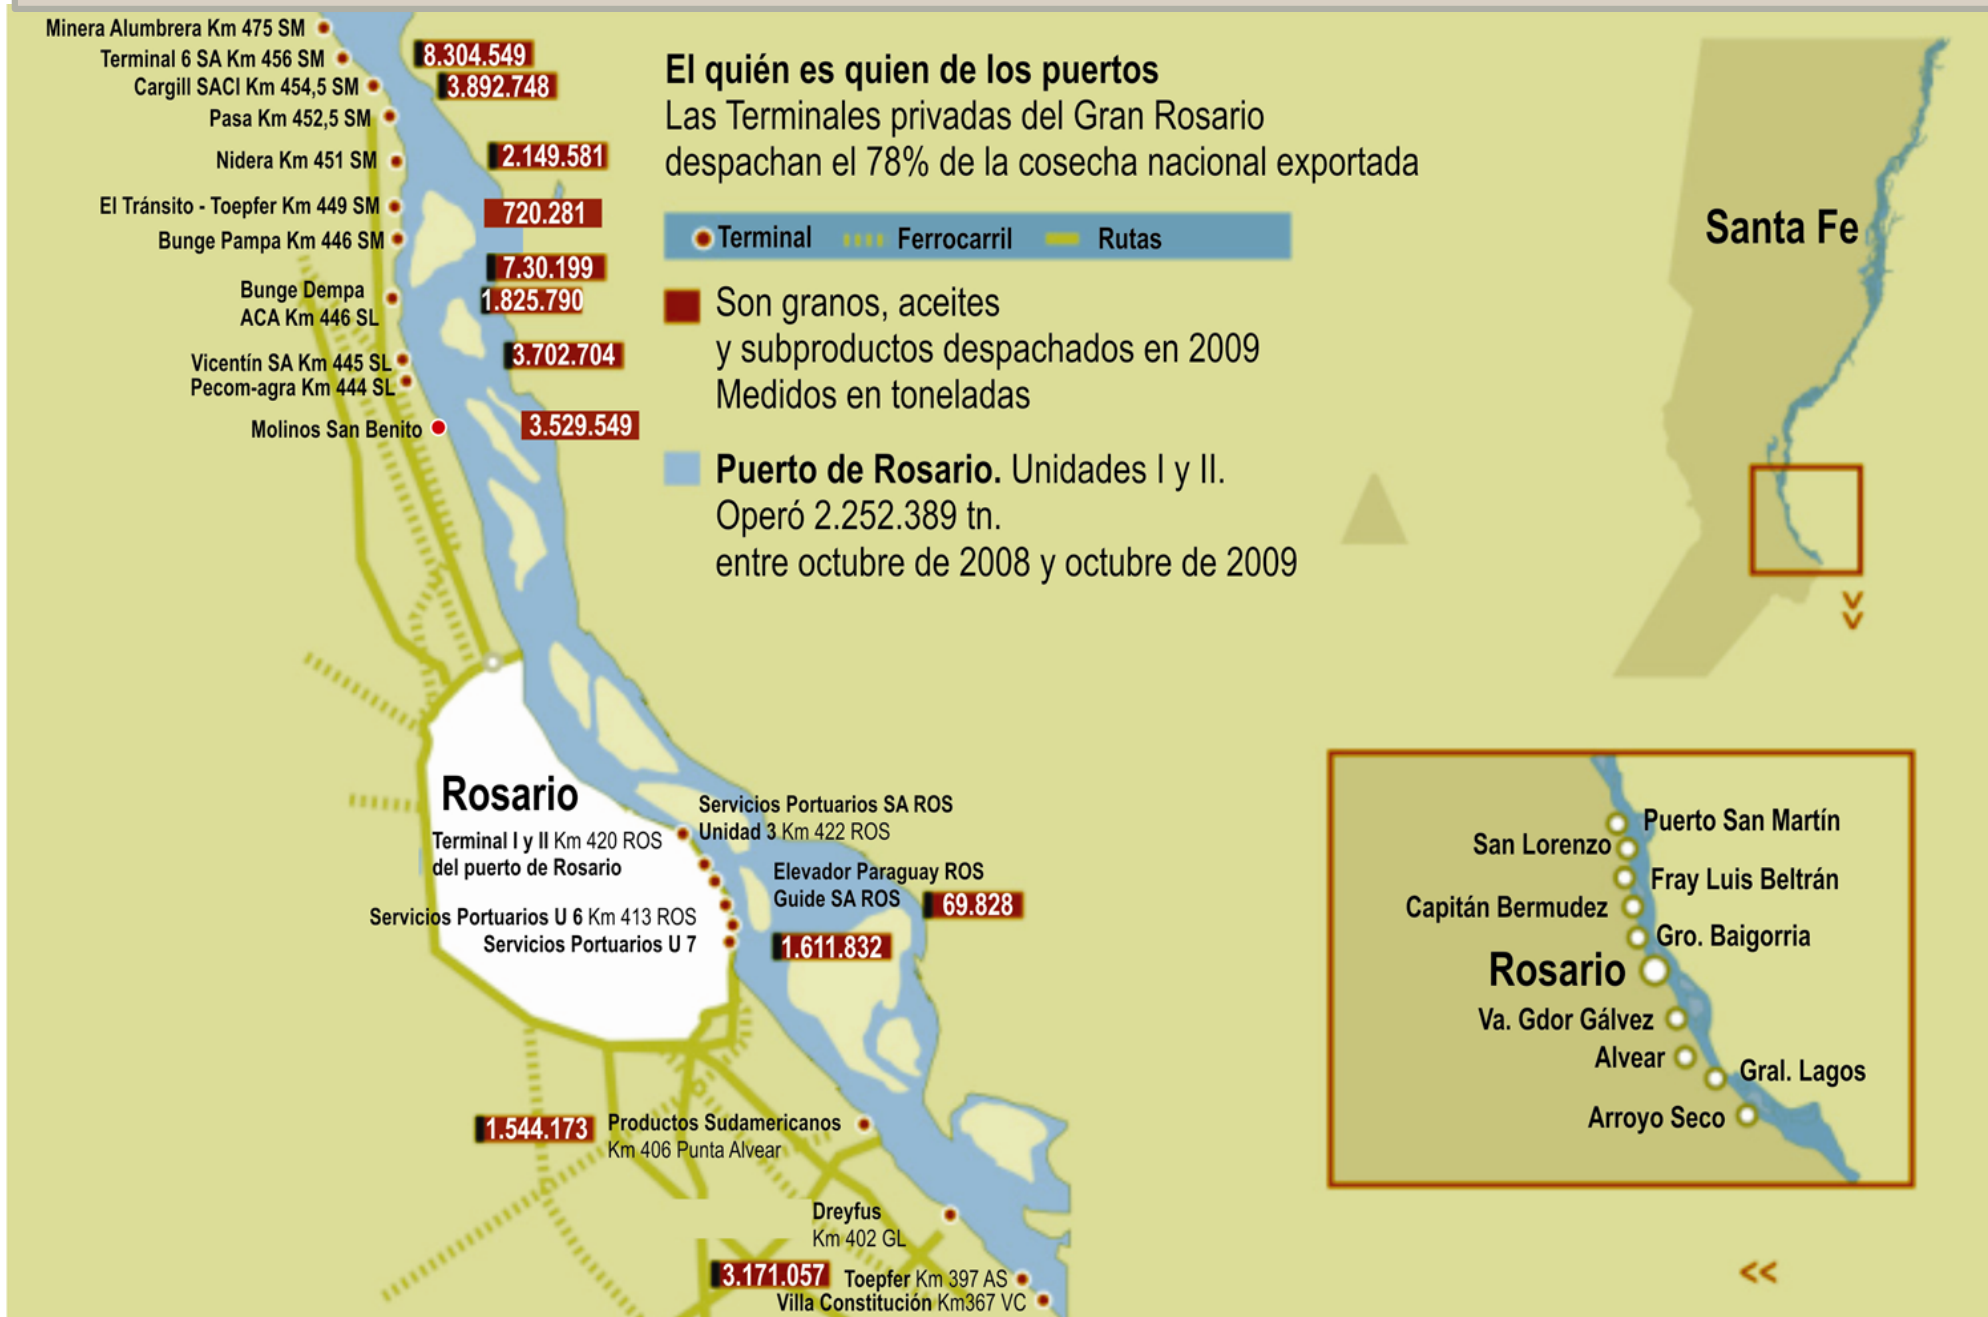 Minera Alumbrera Km 475 SM
Terminal 6 SA Km 456 SM
8.304.549
Cargill SACI Km 454,5 SM
3.892.748
Pasa Km 452,5 SM
Nidera Km 451 SM
2.149.581
El Tránsito - Toepfer Km 449 SM
720.281
Bunge Pampa Km 446 SM
7.30.199
Bunge Dempa
ACA Km 446 SL
1.825.790
Vicentín SA Km 445 SL
3.702.704
Pecom-agra Km 444 SL
Molinos San Benito
3.529.549
El quién es quien de los puertos
Las Terminales privadas del Gran Rosario
despachan el 78% de la cosecha nacional exportada
Terminal Ferrocarril Rutas
Son granos, aceites
y subproductos despachados en 2009
Medidos en toneladas
Puerto de Rosario. Unidades I y II.
Operó 2.252.389 tn.
entre octubre de 2008 y octubre de 2009
Santa Fe
Rosario
Terminal I y II Km 420 ROS
del puerto de Rosario
Servicios Portuarios SA ROS
Unidad 3 Km 422 ROS
Elevador Paraguay ROS
Guide SA ROS
69.828
Servicios Portuarios U 6 Km 413 ROS
Servicios Portuarios U 7
1.611.832
1.544.173
Productos Sudamericanos
Km 406 Punta Alvear
Dreyfus
Km 402 GL
3.171.057
Toepfer Km 397 AS
Villa Constitución Km367 VC
Puerto San Martín
San Lorenzo
Fray Luis Beltrán
Capitán Bermudez
Gro. Baigorria
Rosario
Va. Gdor Gálvez
Alvear
Gral. Lagos
Arroyo Seco